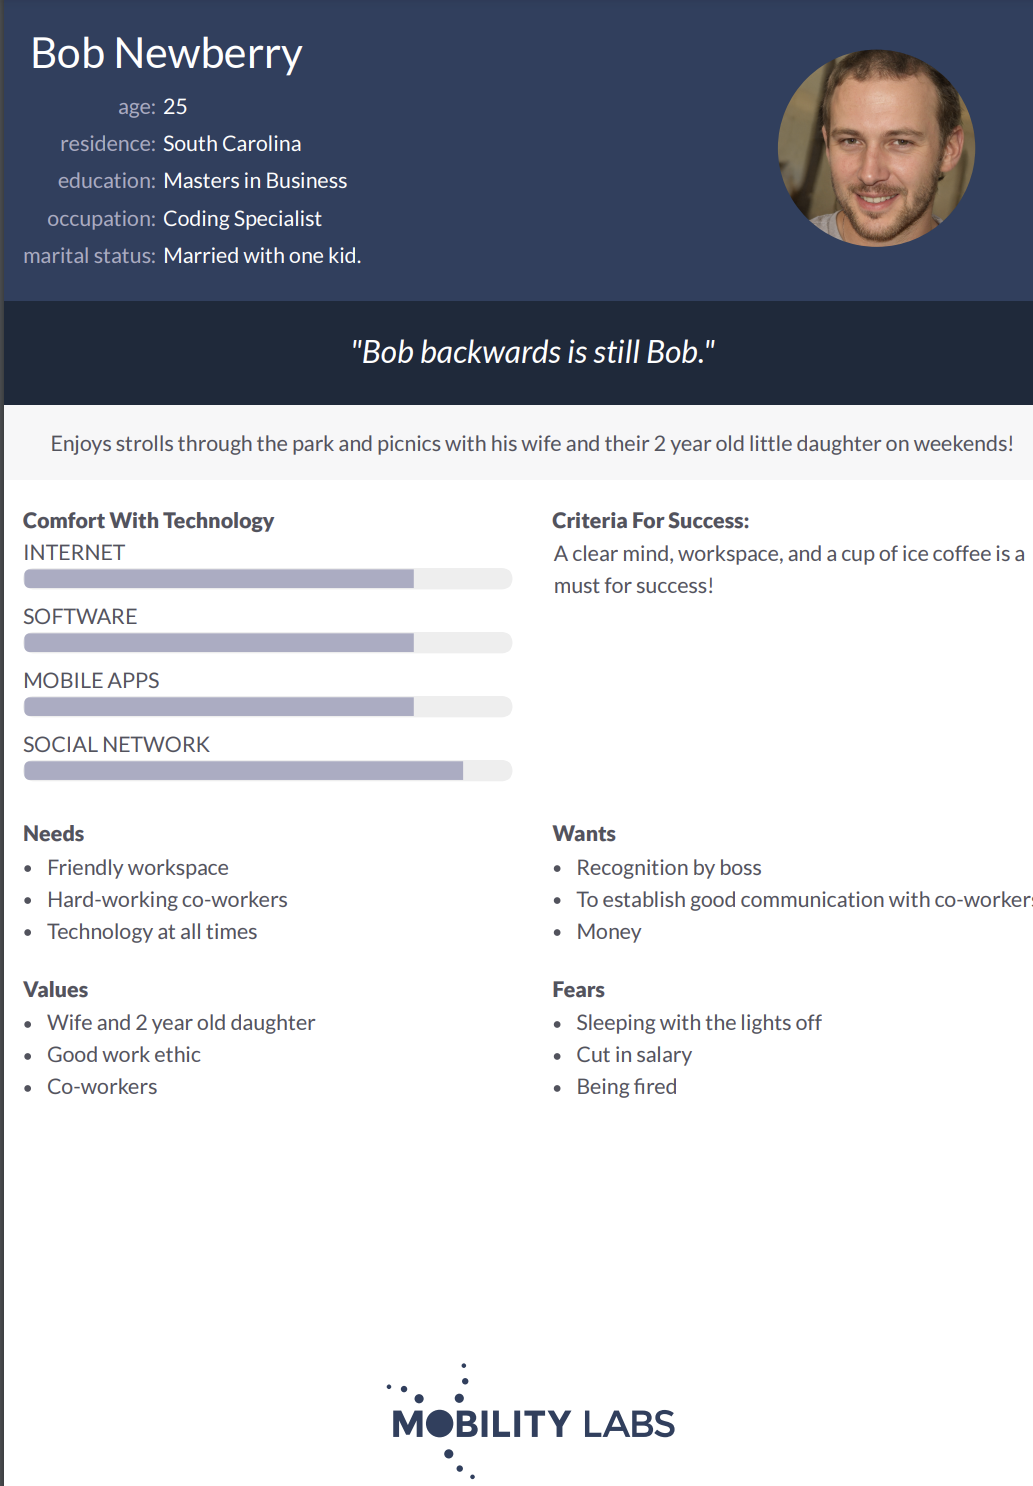 Bob Newberry
age: 25
residence: South Carolina
education: Masters in Business
occupation: Coding Specialist
marital status: Married with one kid.
"Bob backwards is still Bob."
Enjoys strolls through the park and picnics with his wife and their 2 year old little daughter on weekends!
Comfort With Technology
INTERNET
SOFTWARE
MOBILE APPS
SOCIAL NETWORK
Criteria For Success:
A clear mind, workspace, and a cup of ice coffee is a
must for success!
Needs
• Friendly workspace
• Hard-working co-workers
• Technology at all times
Wants
• Recognition by boss
• To establish good communication with co-workers
• Money
Values
• Wife and 2 year old daughter
• Good work ethic
• Co-workers
Fears
• Sleeping with the lights off
• Cut in salary
• Being fired
MOBILITY LABS